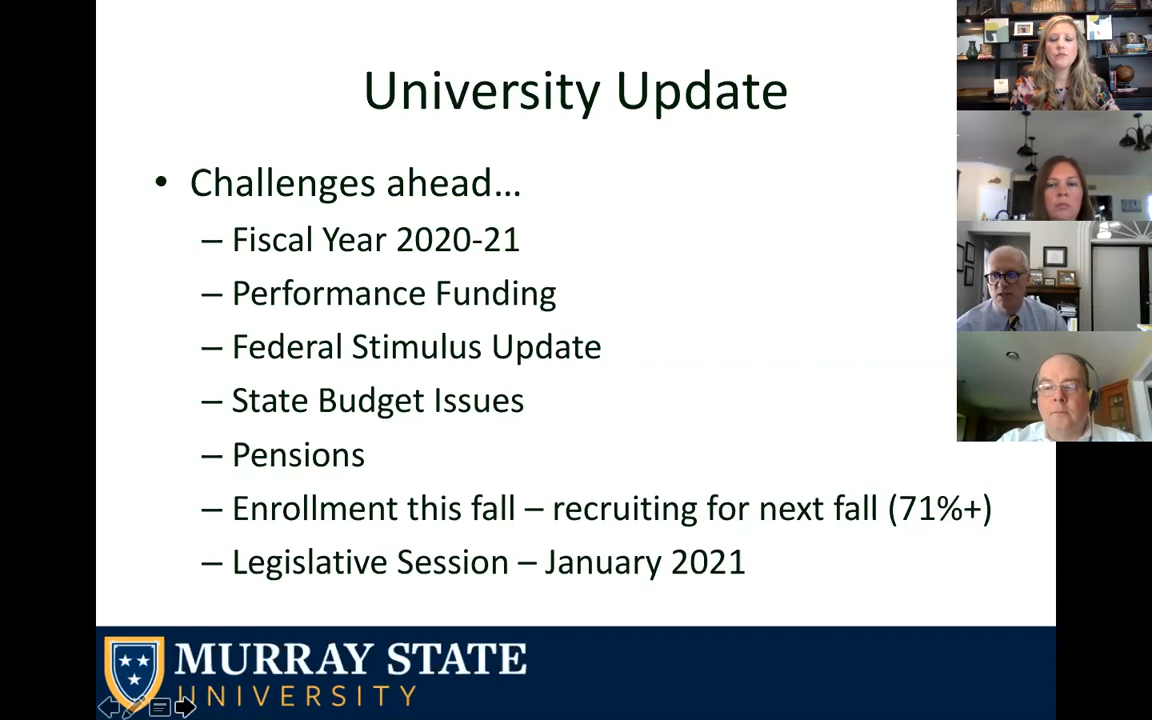 University Update
• Challenges ahead...
– Fiscal Year 2020-21
– Performance Funding
– Federal Stimulus Update
– State Budget Issues
– Pensions
– Enrollment this fall – recruiting for next fall (71%+)
– Legislative Session – January 2021
MURRAY STATE
UNIVERSITY